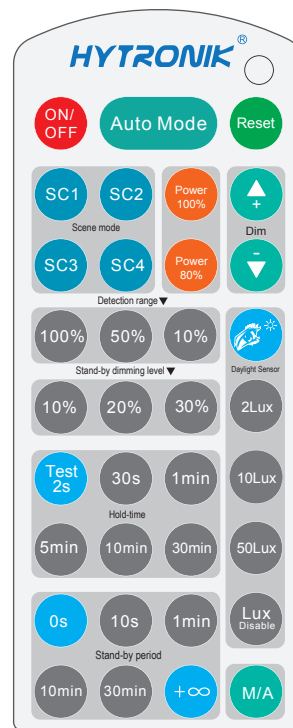 HYTRONIK®
ON/
OFF
Auto Mode
Reset
SC1
SC2
Power
100%
+
Scene mode
Dim
SC3
SC4
Power
80%
-
Detection range▼
100%
50%
10%
Stand-by dimming level▼
Daylight Sensor
10%
20%
30%
2Lux
Test
2s
30s
1min
10Lux
Hold-time
5min
10min
30min
50Lux
0s
10s
1min
Lux
Disable
Stand-by period
10min
30min
+∞
M/A